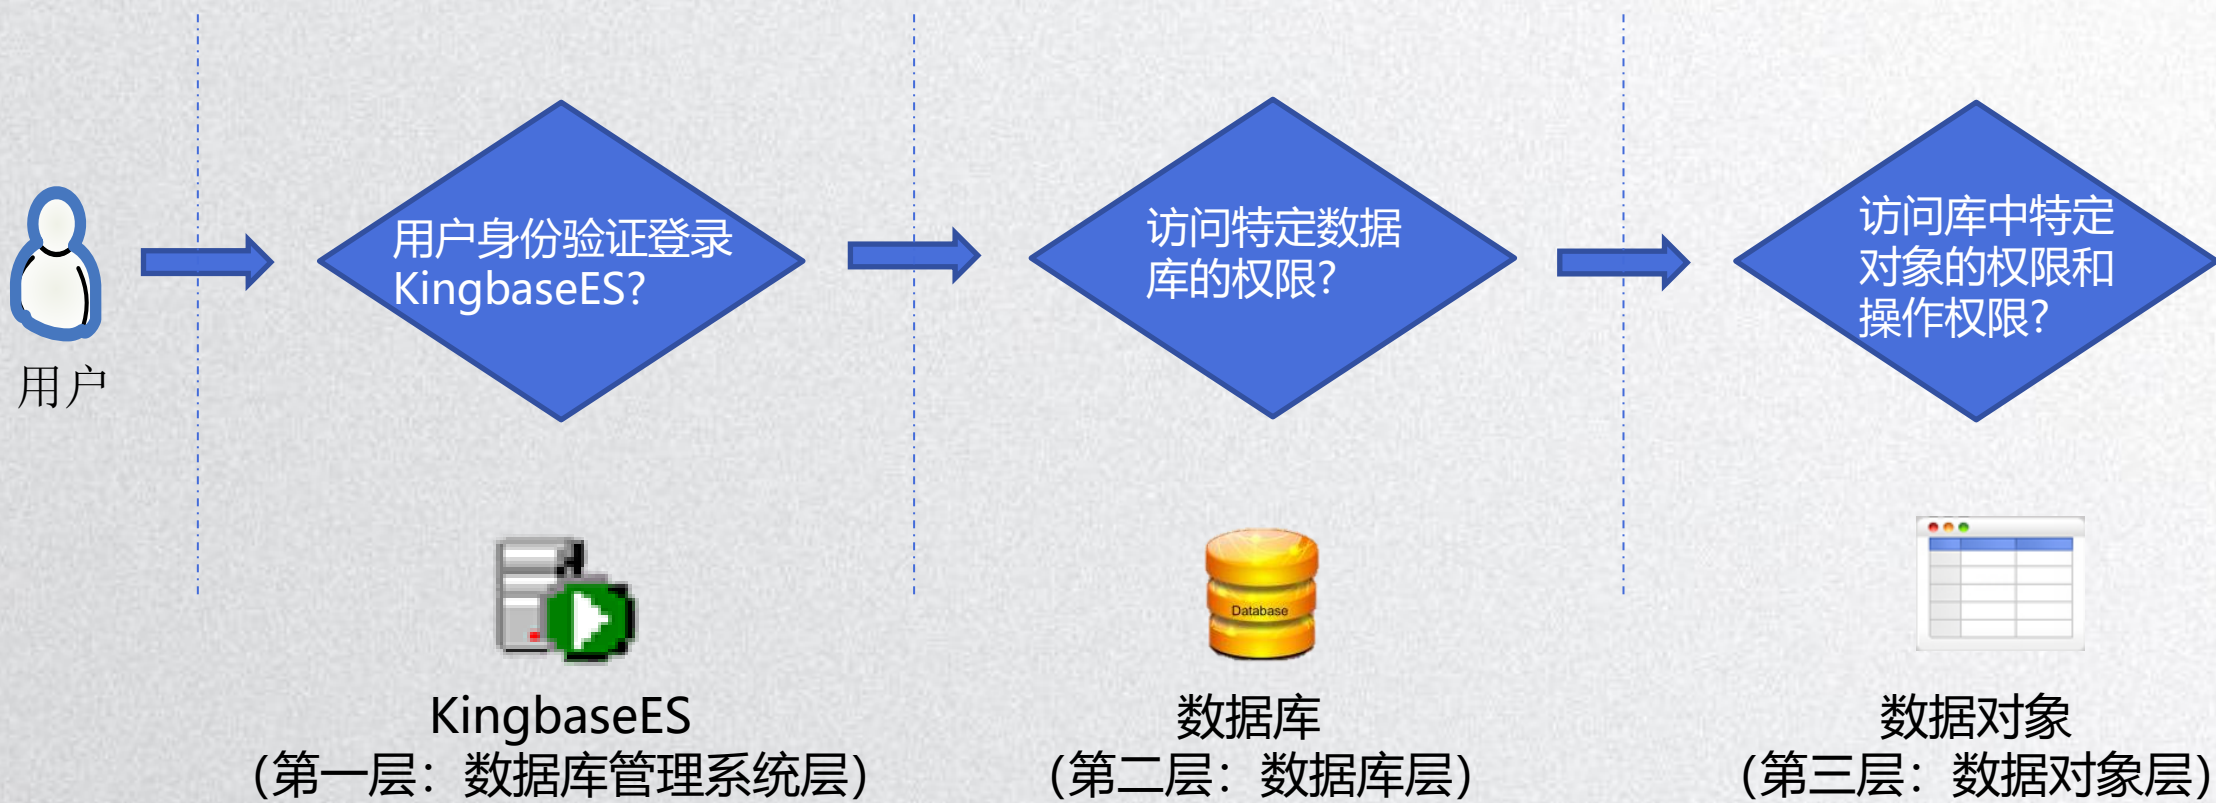 用户
用户身份验证登录
KingbaseES?
访问特定数据
库的权限?
访问库中特定
对象的权限和
操作权限?
Database
KingbaseES
(第一层：数据库管理系统层)
数据库
(第二层：数据库层)
数据对象
(第三层：数据对象层)